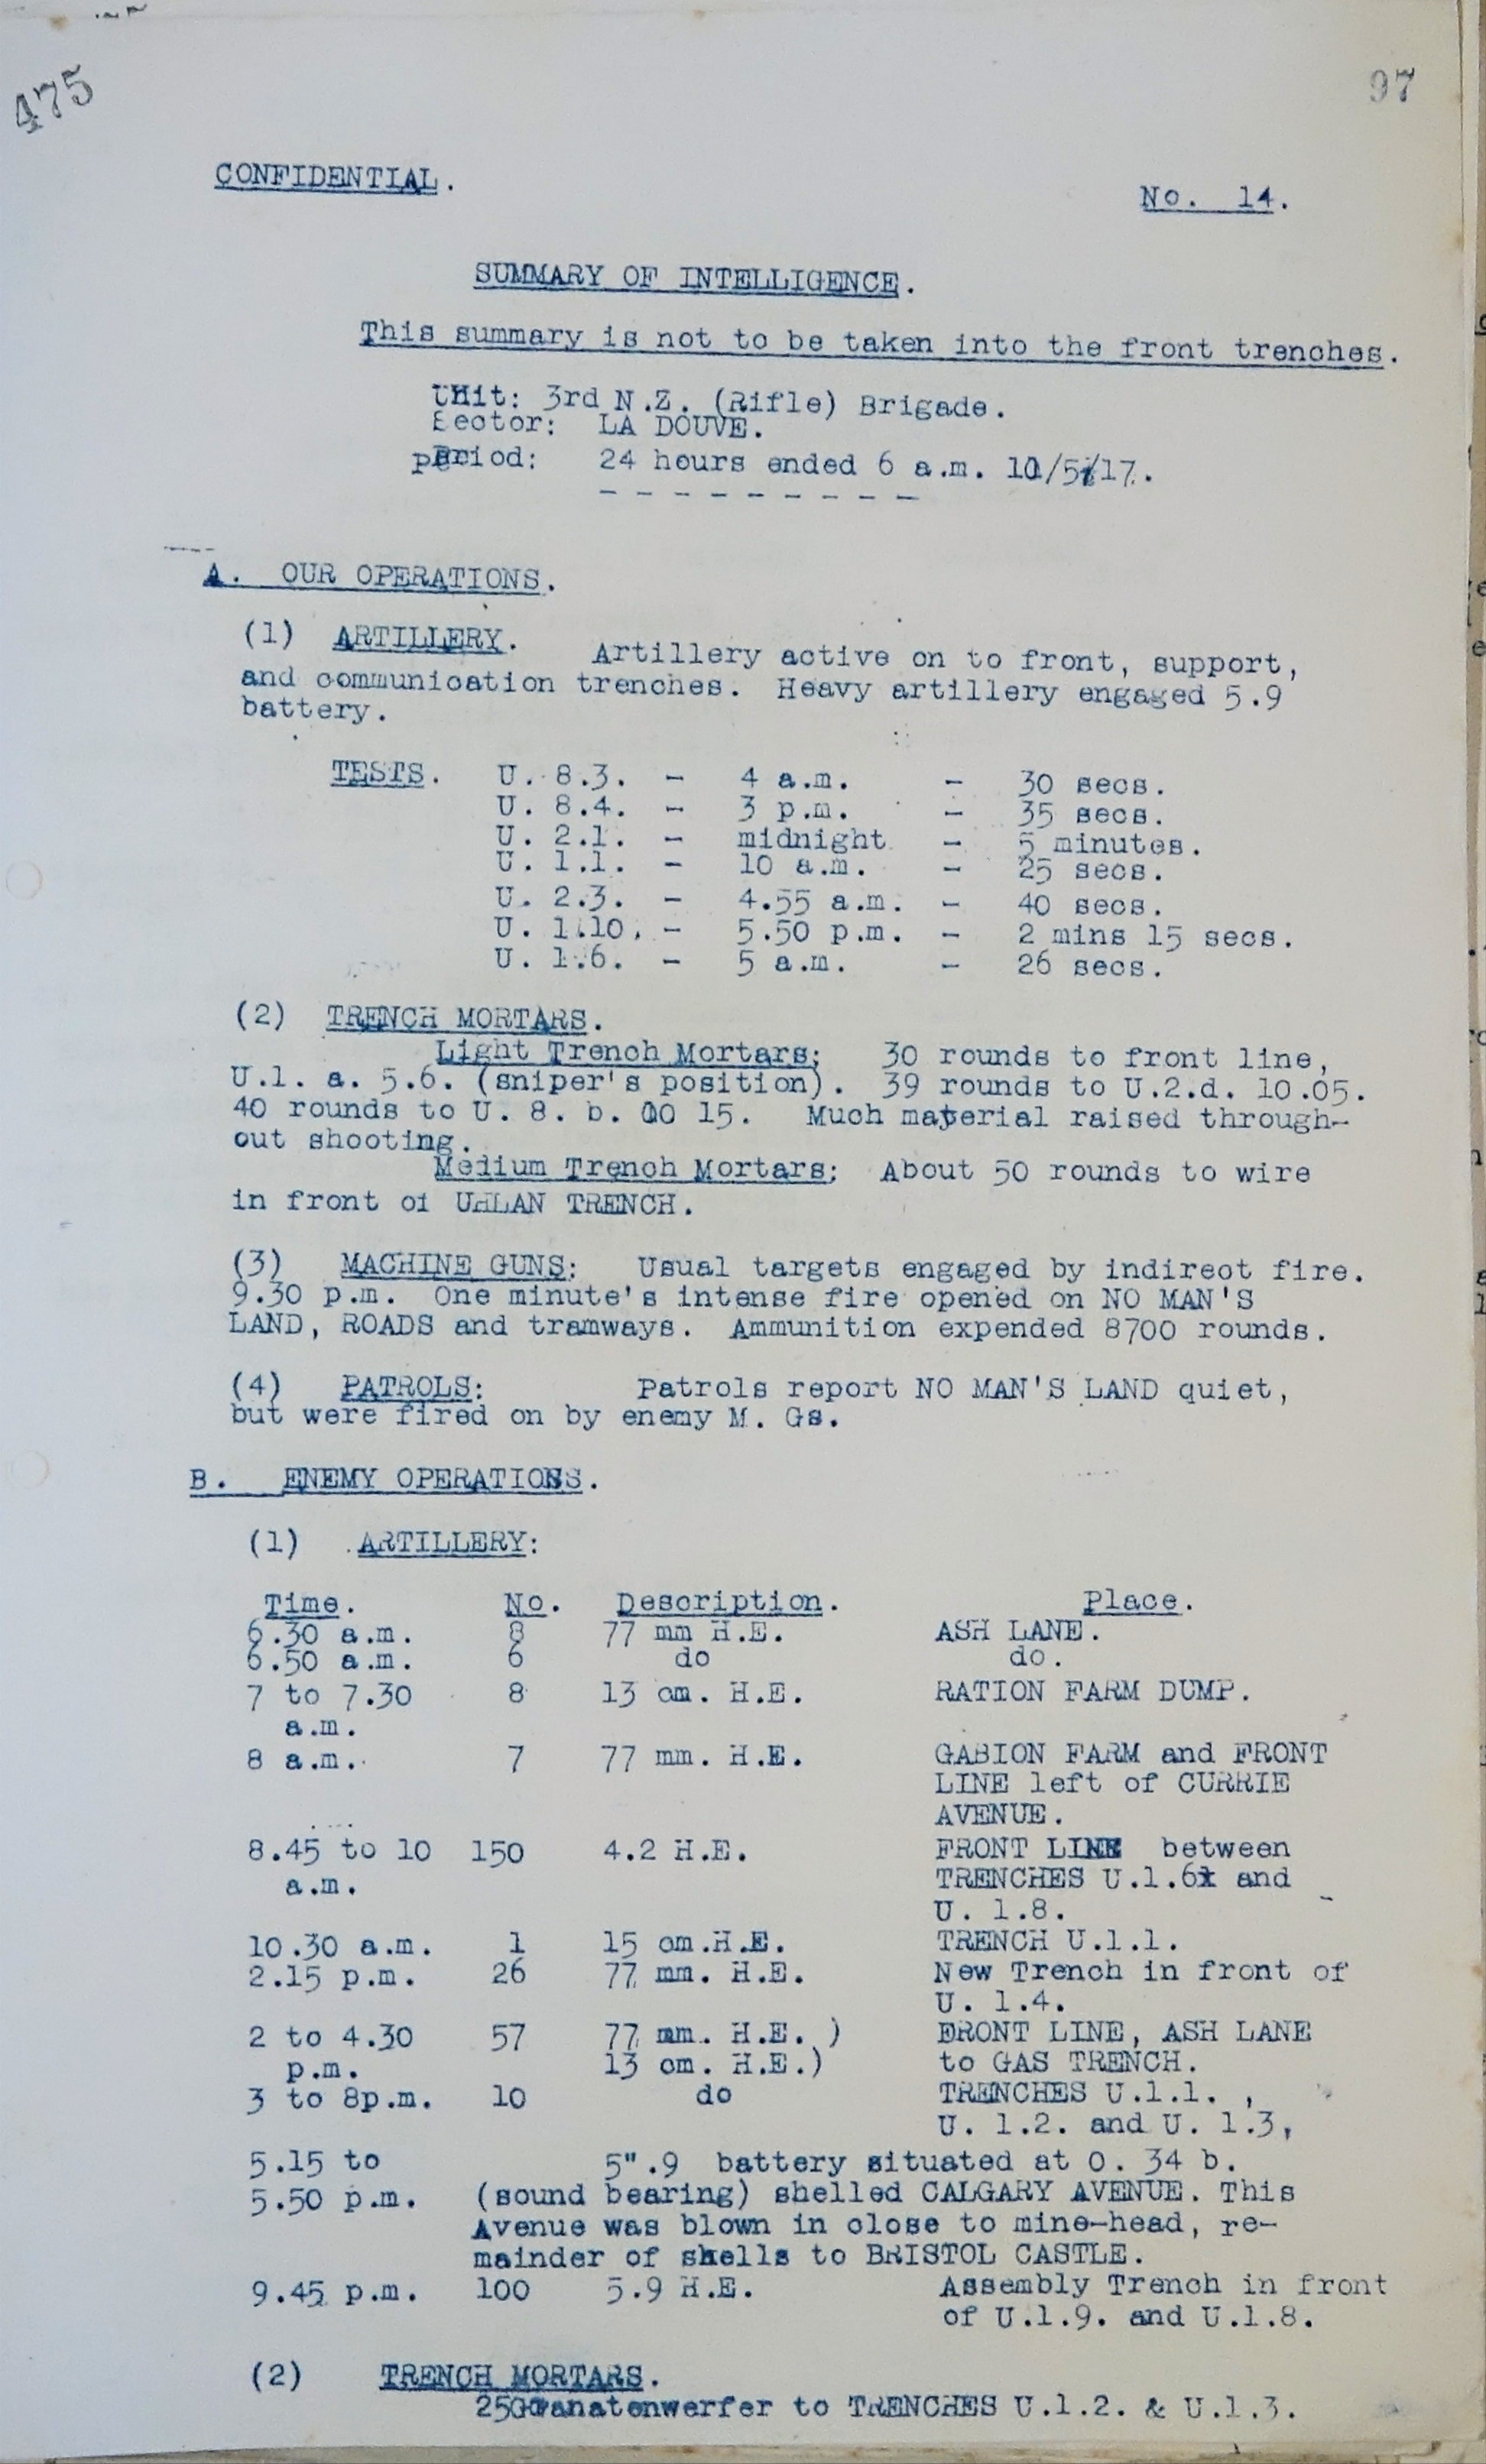 475
97
CONFIDENTIAL.
No. 14.
SUMMARY OF INTELLIGENCE.
This summary is not to be taken into the front trenches.
Unit: 3rd N.Z. (Rifle) Brigade.
Sector: LA DOUVE.
Period: 24 hours ended 6 a.m. /5/17.
A. OUR OPERATIONS.
(1) ARTILLERY. Artillery active on to front, support,
and communication trenches. Heavy artillery engaged 5.9
battery.
TESTS. U. 8.3. - 4 a.m. - 30 secs.
U. 8.4. - 3 p.m. - 35 secs.
U. 2.1. - midnight - 5 minutes.
U. 1.1. - 10 a.m. - 25 secs.
U. 2.3. - 4.55 a.m. - 40 secs.
U. 1.10. - 5.50 p.m. - 2 mins 15 secs.
U. 1.6. - 5 a.m. - 26 secs.
(2) TRENCH MORTARS.
Light Trench Mortars: 30 rounds to front line,
U.1. a. 5.6. (sniper's position). 39 rounds to U.2.d. 10.05.
40 rounds to U. 8. b. 15. Much material raised through-
out shooting.
Medium Trench Mortars: About 50 rounds to wire
in front of UHLAN TRENCH.
(3) MACHINE GUNS: Usual targets engaged by indirect fire.
9.30 p.m. One minute's intense fire opened on NO MAN'S
LAND, ROADS and tramways. Ammunition expended 8700 rounds.
(4) PATROLS: Patrols report NO MAN'S LAND quiet,
but were fired on by enemy M. Gs.
B. ENEMY OPERATIONS.
(1) ARTILLERY:
Time. No. Description. Place.
6.30 a.m. 8 77 mm H.E. ASH LANE.
6.50 a.m. 6 do do.
7 to 7.30 8 13 cm. H.E. RATION FARM DUMP.
a.m.
8 a.m. 7 77 mm. H.E. GABION FARM and FRONT
LINE left of CURRIE
AVENUE.
8.45 to 10 150 4.2 H.E. FRONT LINE between
a.m. TRENCHES U.1.6 and
U. 1.8.
10.30 a.m. 1 15 cm.H.E. TRENCH U.1.1.
2.15 p.m. 26 77 mm. H.E. New Trench in front of
U. 1.4.
2 to 4.30 57 77 mm. H.E. ) FRONT LINE, ASH LANE
p.m. 13 cm. H.E.) to GAS TRENCH.
3 to 8p.m. 10 do TRENCHES U.1.1. ,
U. 1.2. and U. 1.3,
5.15 to 5".9 battery situated at O. 34 b.
5.50 p.m. (sound bearing) shelled CALGARY AVENUE. This
Avenue was blown in close to mine-head, re-
mainder of shells to BRISTOL CASTLE.
9.45 p.m. 100 5.9 H.E. Assembly Trench in front
of U.1.9. and U.1.8.
(2) TRENCH MORTARS.
Granatenwerfer to TRENCHES U.1.2. & U.1.3.